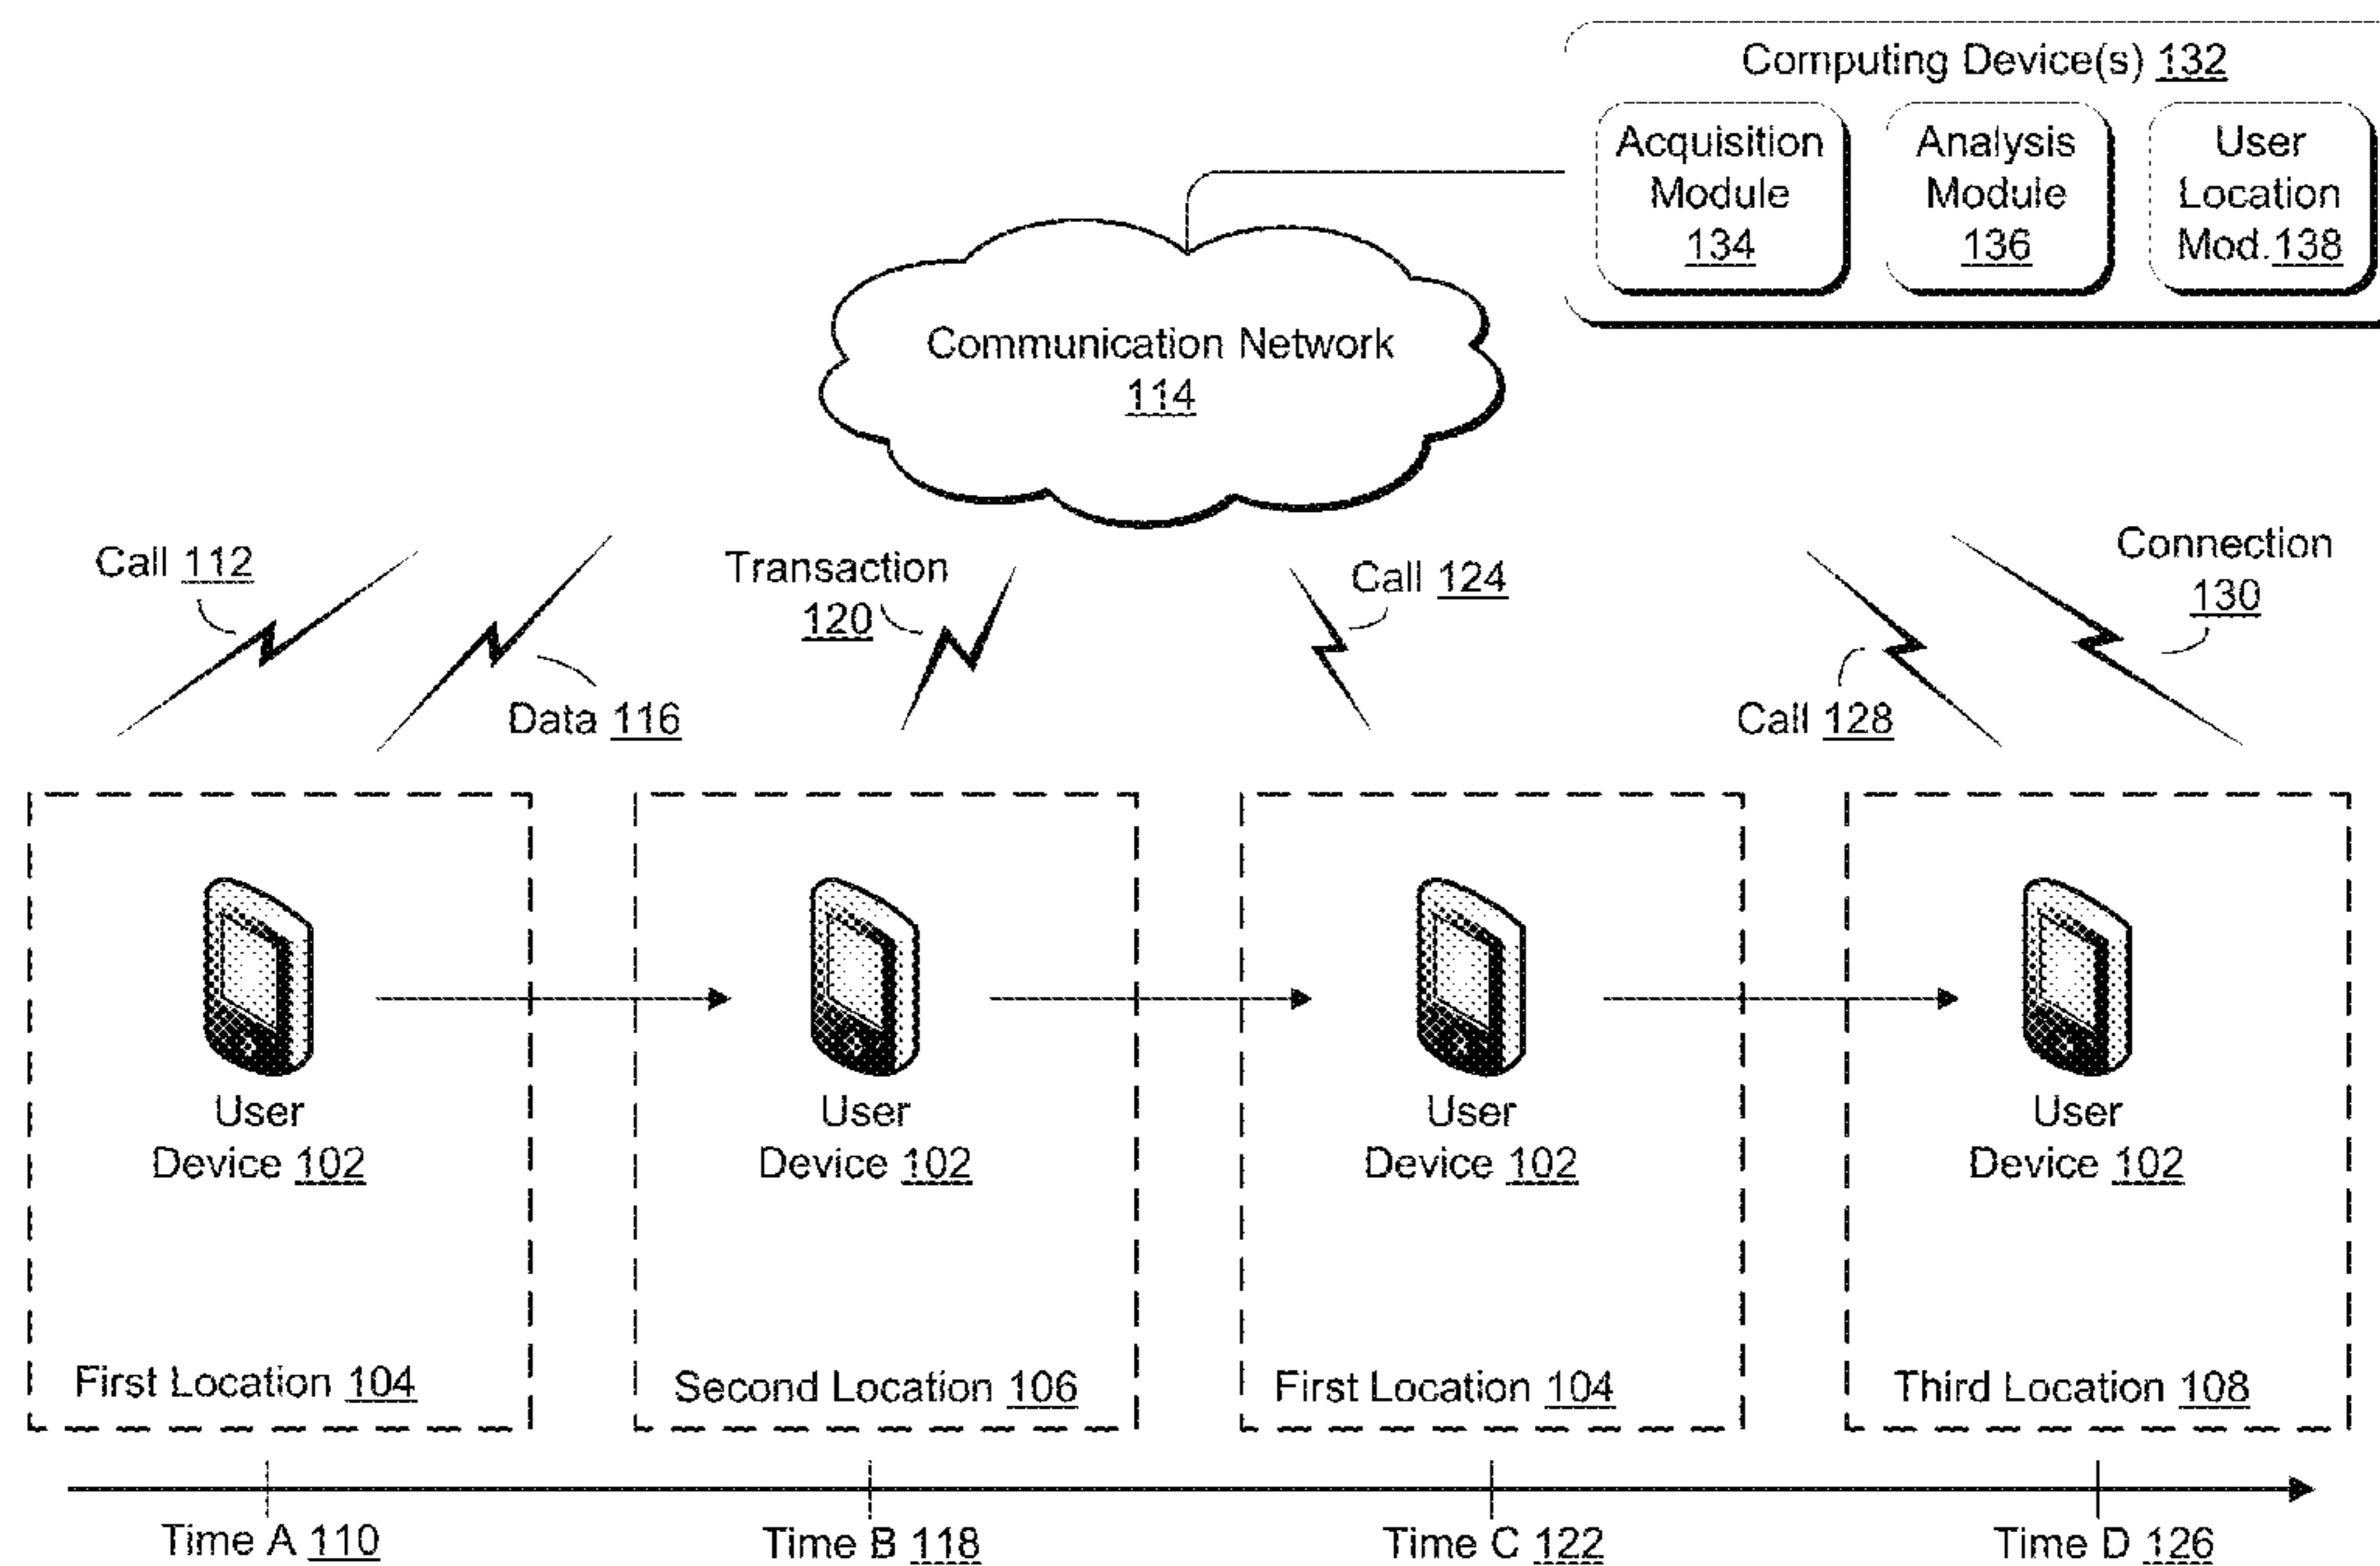 Computing Device(s) 132
Acquisition
Module
134
Analysis
Module
136
User
Location
Mod.138
Communication Network
114
Call 112
Data 116
Transaction
120
Call 124
Call 128
Connection
130
User
Device 102
First Location 104
User
Device 102
Second Location 106
User
Device 102
First Location 104
User
Device 102
Third Location 108
Time A 110
Time B 118
Time C 122
Time D 126